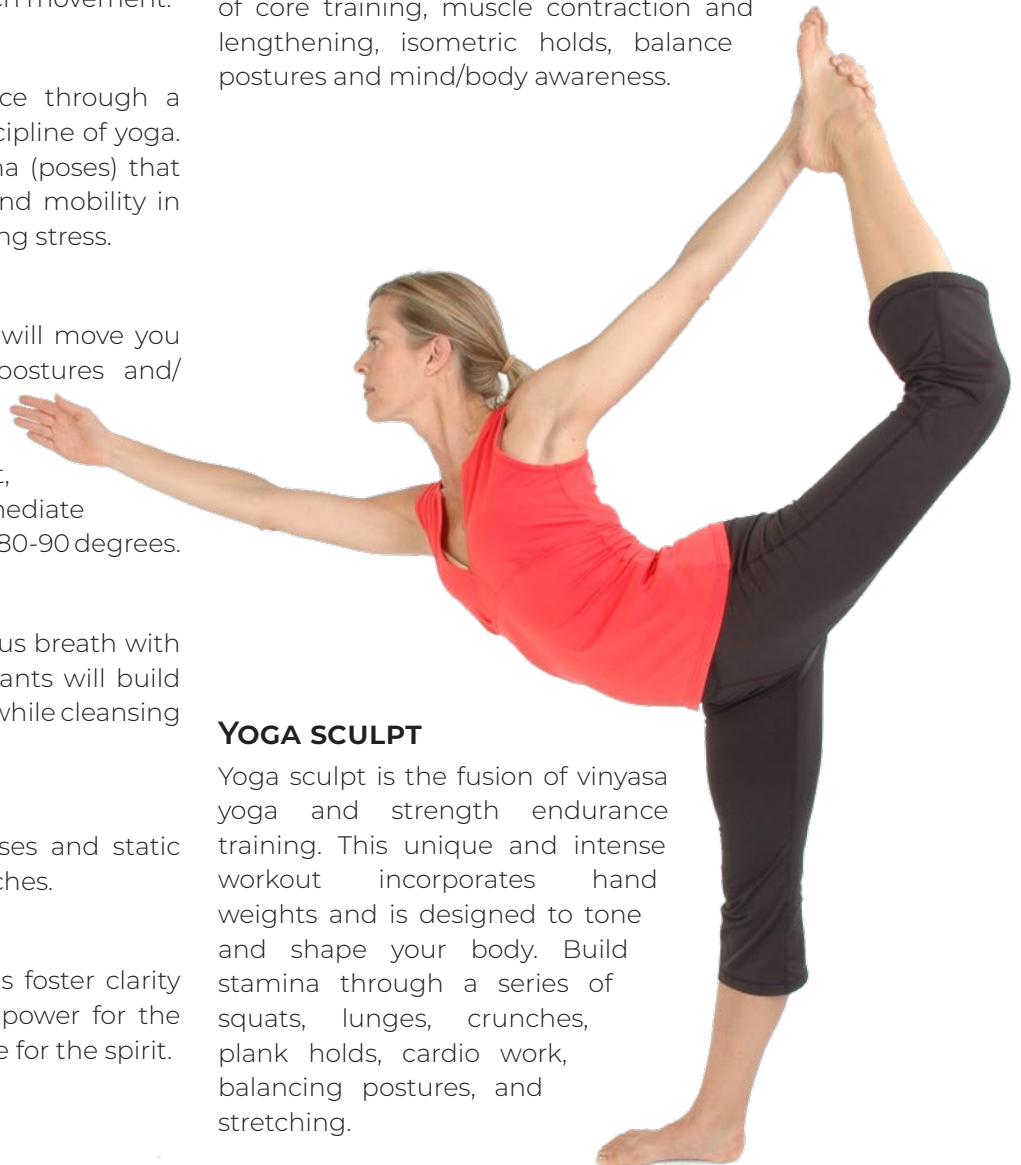 ch movement.
ce through a
cipline of yoga.
na (poses) that
nd mobility in
ng stress.
will move you
postures and/
t,
nediate
80-90 degrees.
us breath with
ants will build
while cleansing
ses and static
ches.
s foster clarity
power for the
e for the spirit.
of core training, muscle contraction and
lengthening, isometric holds, balance
postures and mind/body awareness.
YOGA SCULPT
Yoga sculpt is the fusion of vinyasa
yoga and strength endurance
training. This unique and intense
workout incorporates hand
weights and is designed to tone
and shape your body. Build
stamina through a series of
squats, lunges, crunches,
plank holds, cardio work,
balancing postures, and
stretching.